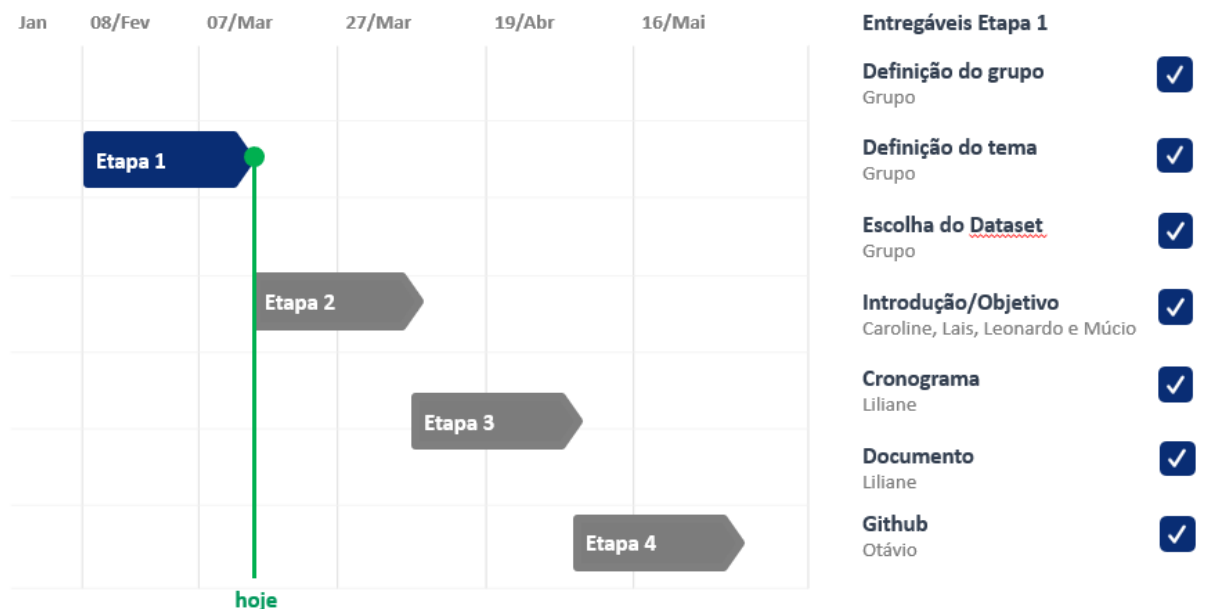 Jan
08/Fev
07/Mar
27/Mar
19/Abr
16/Mai
Etapa 1
Etapa 2
Etapa 3
Etapa 4
hoje
Entregáveis Etapa 1
Definição do grupo
Grupo
Definição do tema
Grupo
Escolha do Dataset
Grupo
Introdução/Objetivo
Caroline, Lais, Leonardo e Múcio
Cronograma
Liliane
Documento
Liliane
Github
Otávio